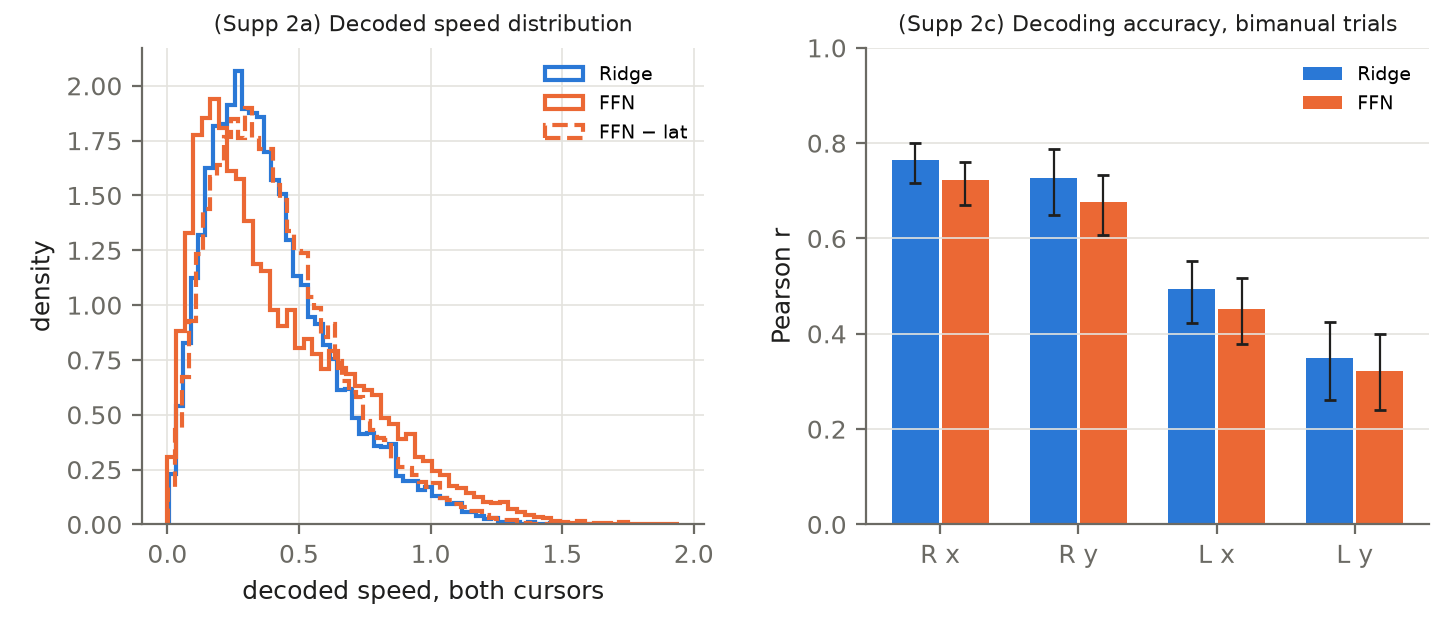 (Supp 2a) Decoded speed distribution
density
2.00
1.75
1.50
1.25
1.00
0.75
0.50
0.25
0.00
0.0 0.5 1.0 1.5 2.0
decoded speed, both cursors
Ridge
FFN
FFN − lat
(Supp 2c) Decoding accuracy, bimanual trials
Pearson r
1.0
0.8
0.6
0.4
0.2
0.0
R x R y L x L y
Ridge
FFN